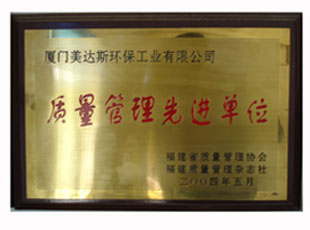 厦门美达斯环保工业有限公司
质量管理先进单位
福建省质量管理协会
福建质量管理杂志社
二00四年五月